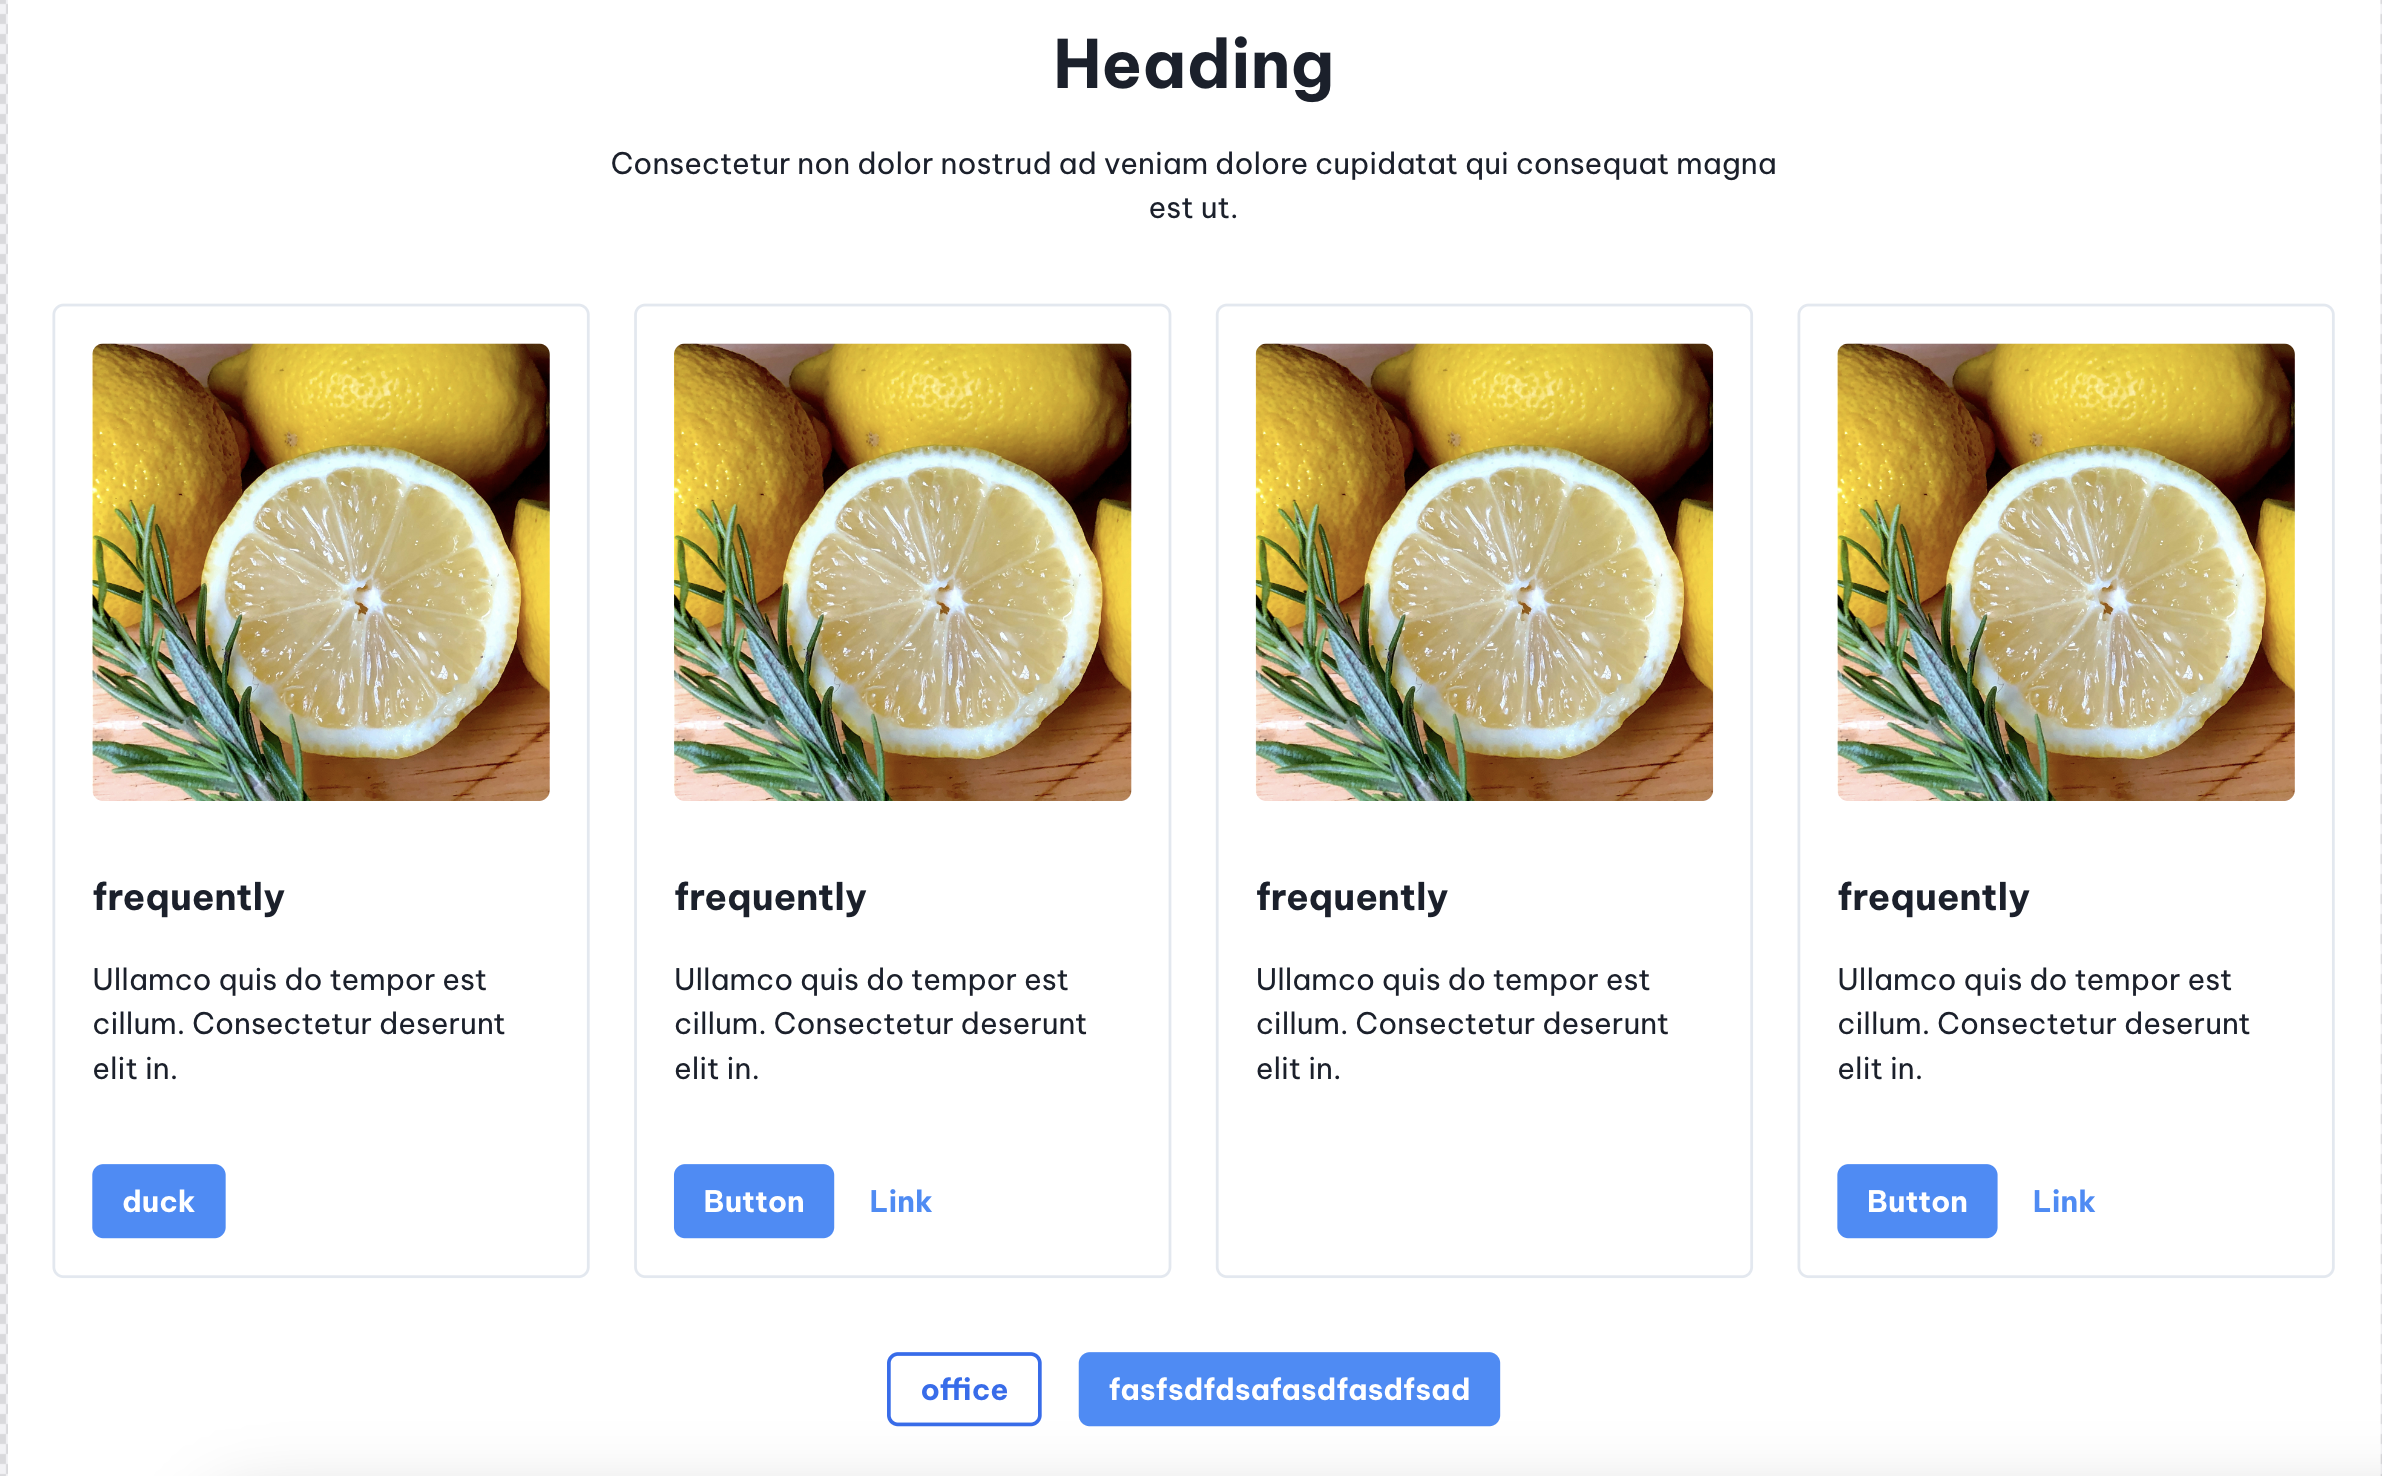 Heading
Consectetur non dolor nostrud ad veniam dolore cupidatat qui consequat magna
est ut.
frequently
Ullamco quis do tempor est
cillum. Consectetur deserunt
elit in.
duck
frequently
Ullamco quis do tempor est
cillum. Consectetur deserunt
elit in.
Button Link
frequently
Ullamco quis do tempor est
cillum. Consectetur deserunt
elit in.
frequently
Ullamco quis do tempor est
cillum. Consectetur deserunt
elit in.
Button Link
office fasfsdfdsafasdfasdfsad